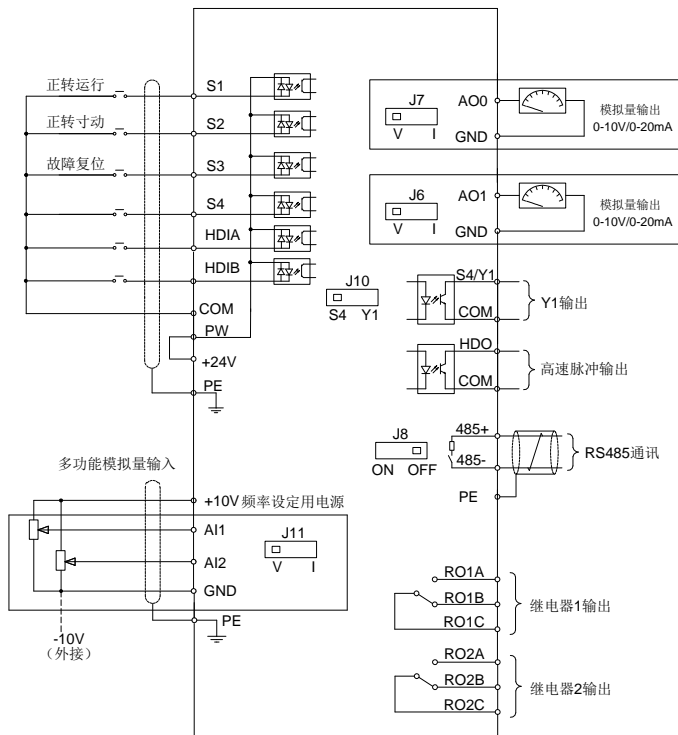 正转运行
S1
正转寸动
S2
故障复位
S3
S4
HDIA
HDIB
COM
PW
+24V
PE
J7
V I
AO0
GND
模拟量输出
0-10V/0-20mA
J6
V I
AO1
GND
模拟量输出
0-10V/0-20mA
J10
S4 Y1
S4/Y1
COM
Y1输出
HDO
COM
高速脉冲输出
J8
ON OFF
485+
485-
PE
RS485通讯
多功能模拟量输入
+10V 频率设定用电源
AI1
AI2
GND
J11
V I
PE
-10V
（外接）
RO1A
RO1B
RO1C
继电器1输出
RO2A
RO2B
RO2C
继电器2输出